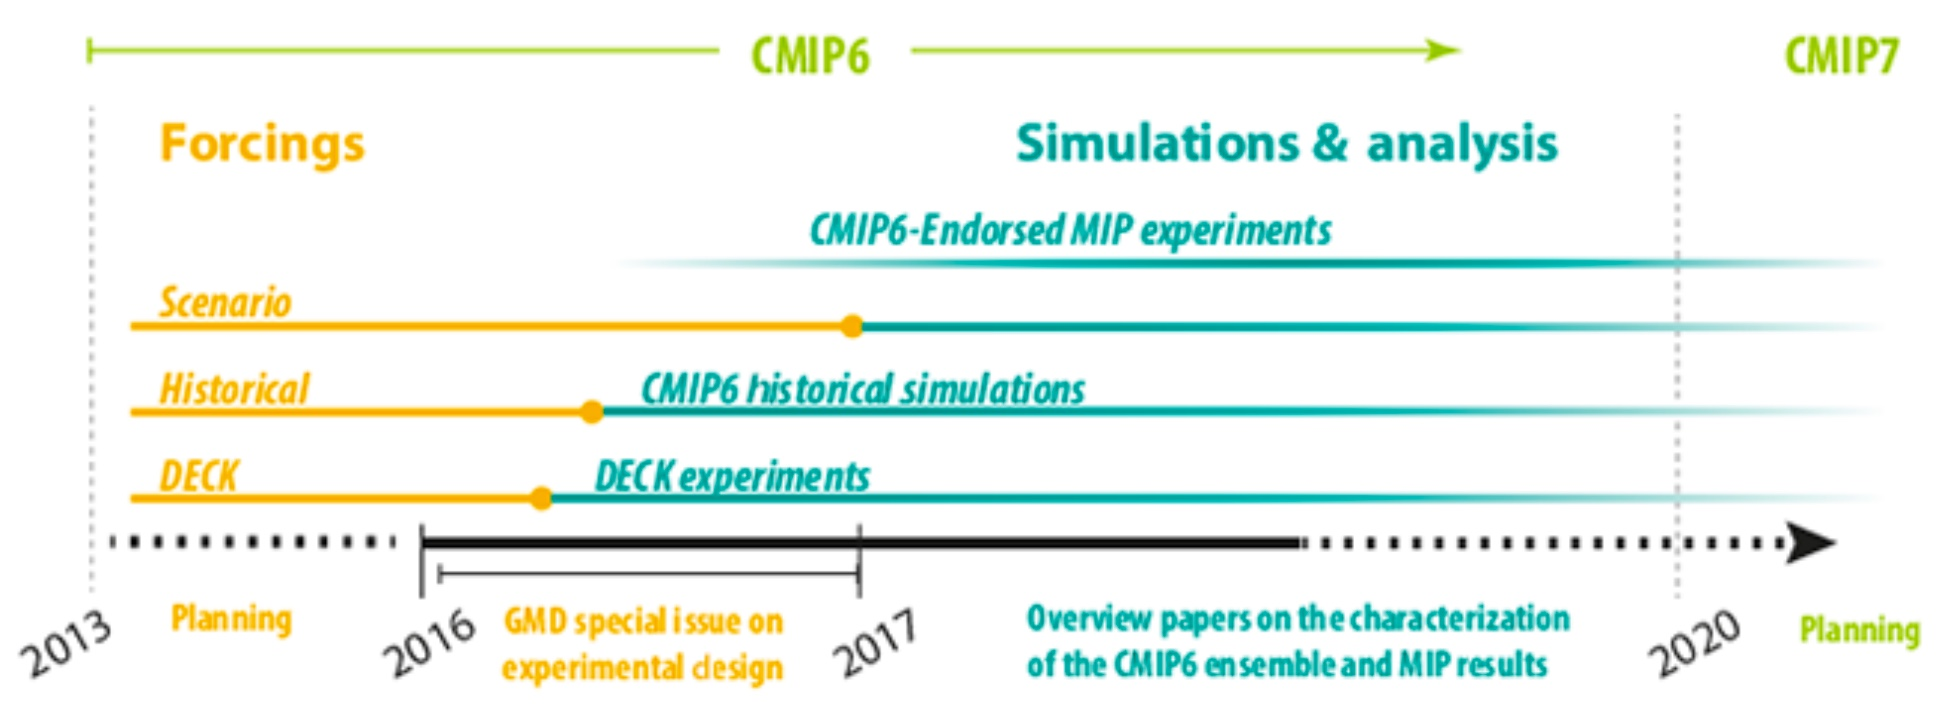 CMIP6
CMIP7
Forcings
Simulations & analysis
CMIP6-Endorsed MIP experiments
Scenario
Historical
CMIP6 historical simulations
DECK
DECK experiments
2013
Planning
2016
GMD special issue on
experimental design
2017
Overview papers on the characterization
of the CMIP6 ensemble and MIP results
2020
Planning